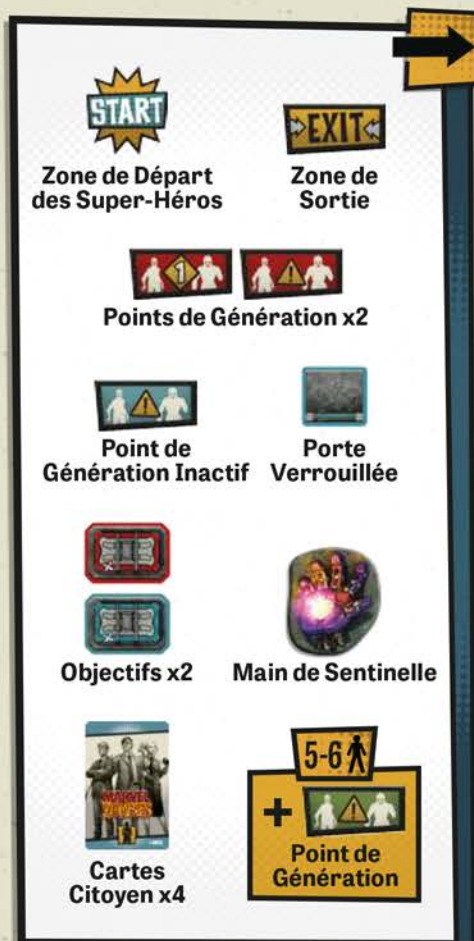 START
EXIT
Zone de Départ
des Super-Héros
Zone de
Sortie
1
Points de Génération x2
Point de
Génération Inactif
Porte
Verrouillée
Objectifs x2
Main de Sentinelle
MARVEL
Cartes
Citoyen x4
5-6
+
Point de
Génération